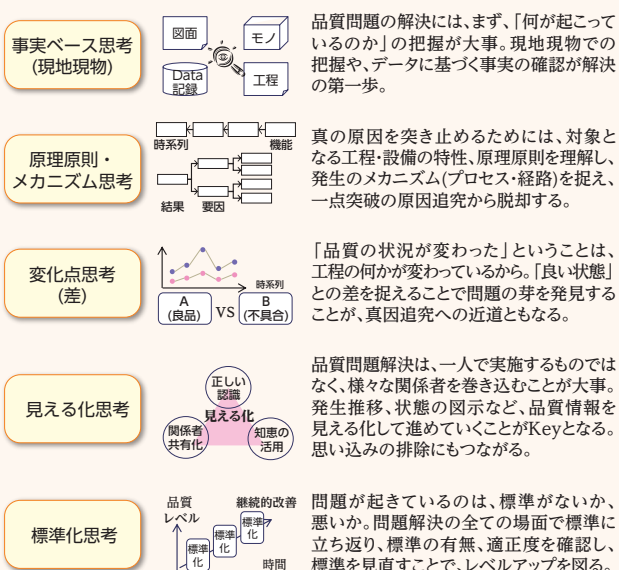 事実ベース思考
(現地現物)
図面
モノ
Data
記録
工程
品質問題の解決には、まず、「何が起こって
いるのか」の把握が大事。現地現物での
把握や、データに基づく事実の確認が解決
の第一歩。
原理原則・
メカニズム思考
時系列
機能
結果
要因
真の原因を突き止めるためには、対象と
なる工程・設備の特性、原理原則を理解し、
発生のメカニズム(プロセス・経路)を捉え、
一点突破の原因追究から脱却する。
変化点思考
(差)
時系列
A
(良品)
VS
B
(不具合)
「品質の状況が変わった」ということは、
工程の何かが変わっているから。「良い状態」
との差を捉えることで問題の芽を発見する
ことが、真因追究への近道ともなる。
見える化思考
正しい
認識
見える化
関係者
共有化
知恵の
活用
品質問題解決は、一人で実施するものでは
なく、様々な関係者を巻き込むことが大事。
発生推移、状態の図示など、品質情報を
見える化して進めていくことがKeyとなる。
思い込みの排除にもつながる。
標準化思考
品質
レベル
継続的改善
標準
化
標準
化
標準
化
時間
問題が起きているのは、標準がないか、
悪いか。問題解決の全ての場面で標準に
立ち返り、標準の有無、適正度を確認し、
標準を見直すことで、レベルアップを図る。